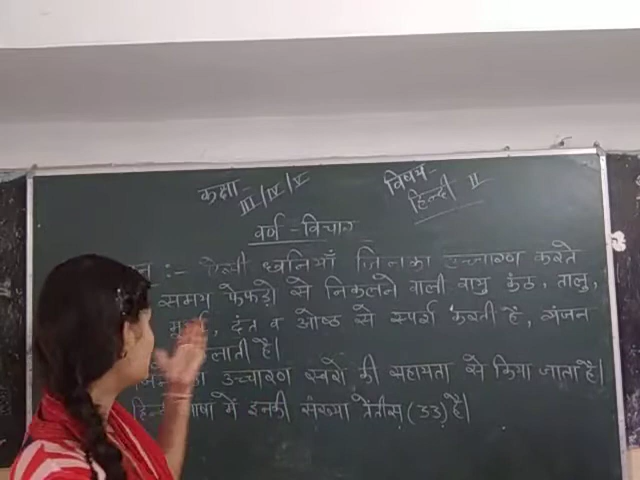 कक्षा- III/IV/V
विषय- हिन्दी II
वर्ण -विचार
:- ऐसी ध्वनियाँ जिनका उच्चारण करते
समय फेफड़ो से निकलने वाली वायु कंठ, तालु,
दंत व ओष्ठ से स्पर्श करती है, व्यंजन
लाती है।
उच्चारण स्वरो की सहायता से किया जाता है।
में इनकी संख्या तेंतीस (33) है।